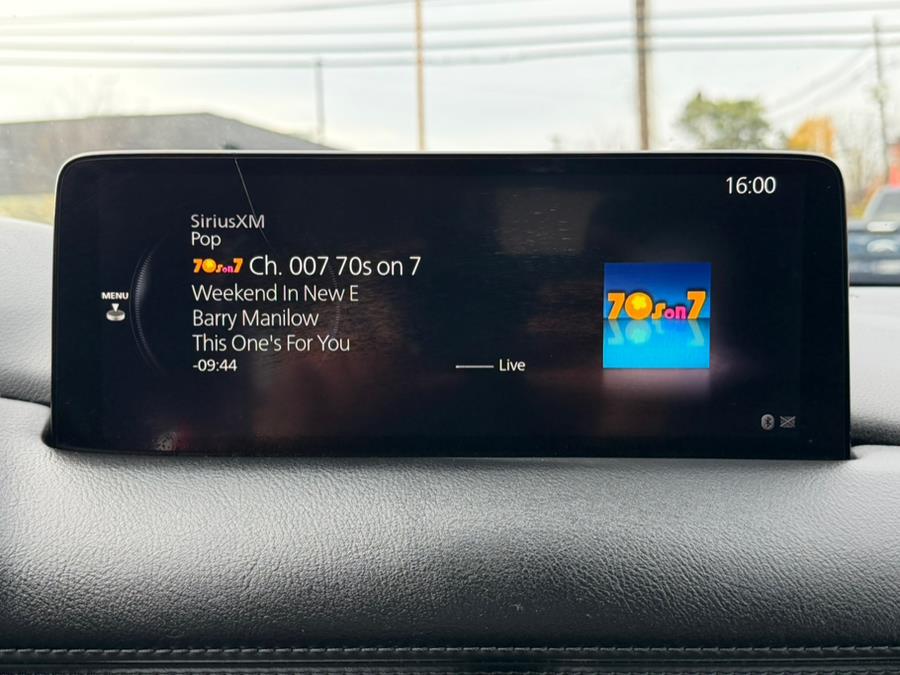 16:00
SiriusXM
Pop
70s on 7 Ch. 007 70s on 7
Weekend In New E
Barry Manilow
This One's For You
-09:44
Live
MENU
70s on 7